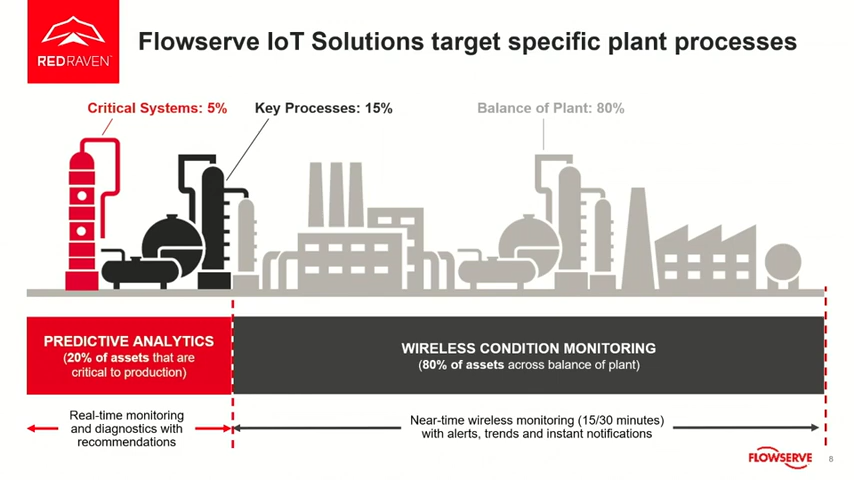 REDRAVEN
Flowserve IoT Solutions target specific plant processes
Critical Systems: 5%
Key Processes: 15%
Balance of Plant: 80%
PREDICTIVE ANALYTICS
(20% of assets that are
critical to production)
WIRELESS CONDITION MONITORING
(80% of assets across balance of plant)
Real-time monitoring
and diagnostics with
recommendations
Near-time wireless monitoring (15/30 minutes)
with alerts, trends and instant notifications
FLOWSERVE
8